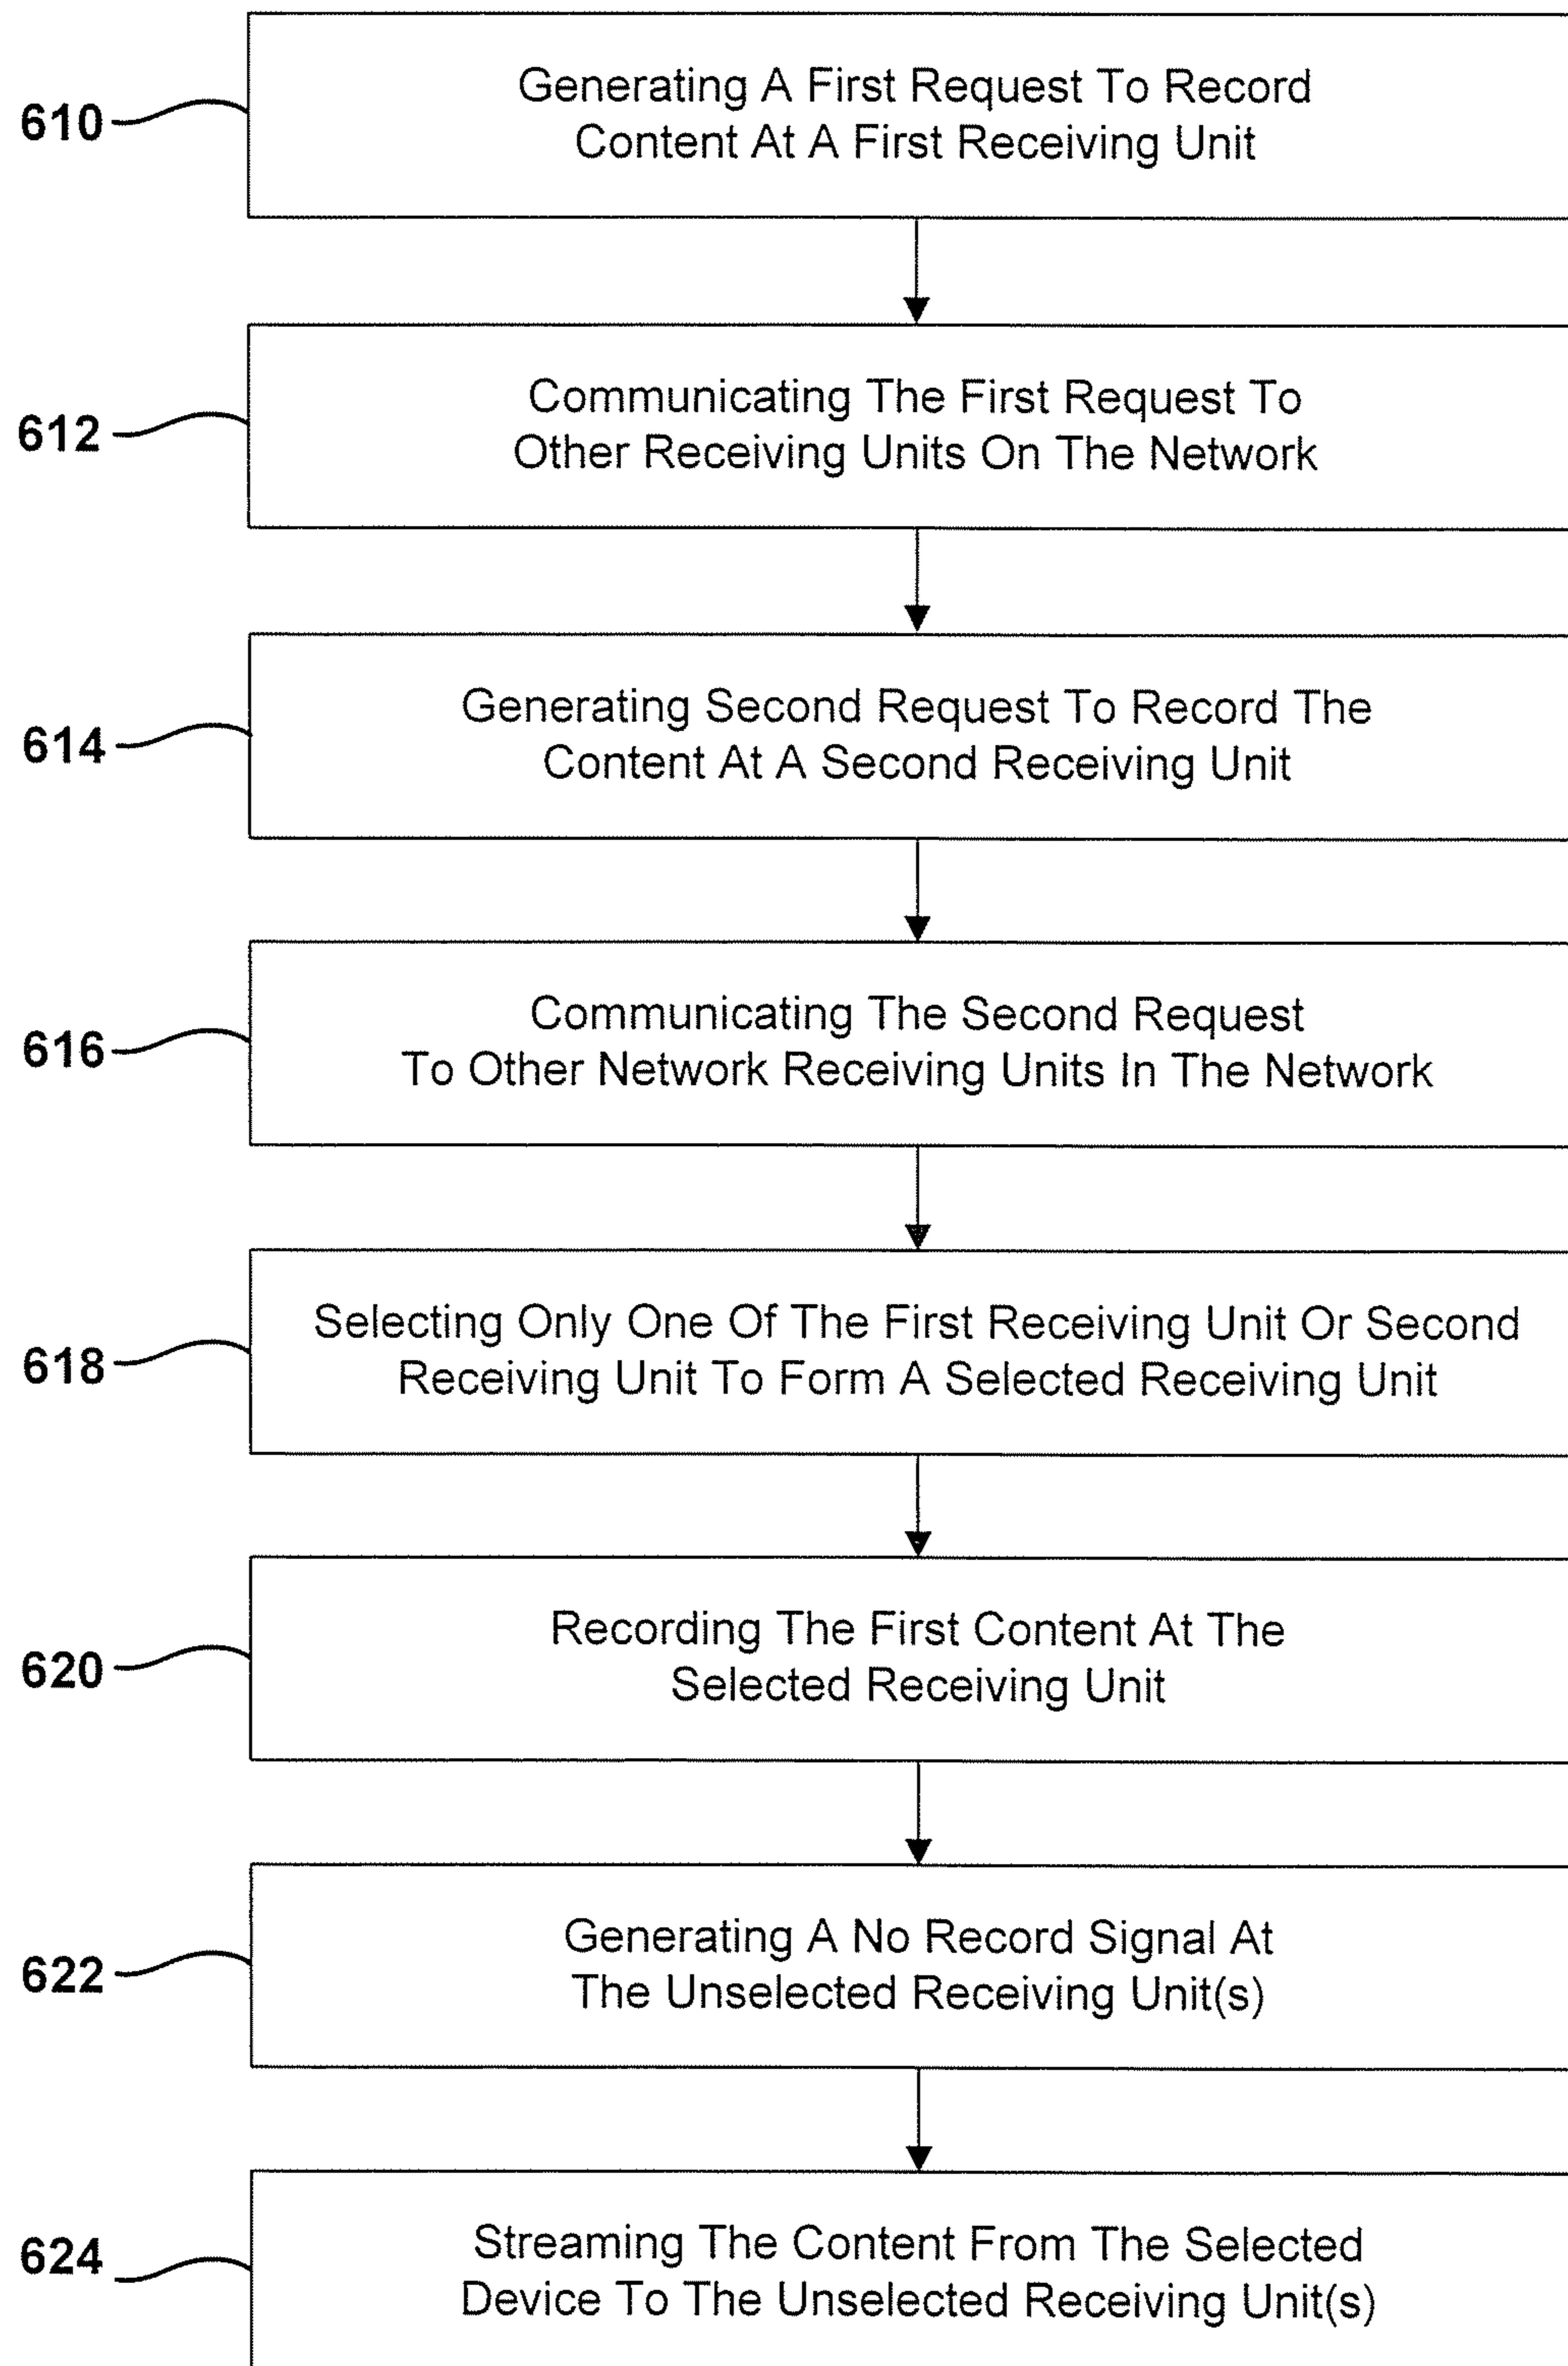 610
Generating A First Request To Record
Content At A First Receiving Unit
612
Communicating The First Request To
Other Receiving Units On The Network
614
Generating Second Request To Record The
Content At A Second Receiving Unit
616
Communicating The Second Request
To Other Network Receiving Units In The Network
618
Selecting Only One Of The First Receiving Unit Or Second
Receiving Unit To Form A Selected Receiving Unit
620
Recording The First Content At The
Selected Receiving Unit
622
Generating A No Record Signal At
The Unselected Receiving Unit(s)
624
Streaming The Content From The Selected
Device To The Unselected Receiving Unit(s)